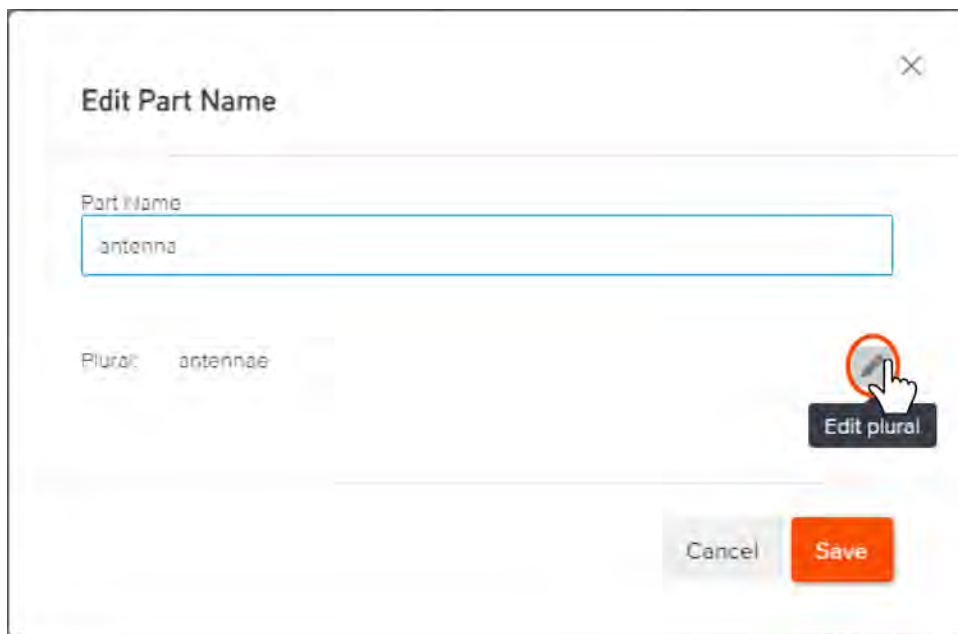 Edit Part Name
Part Name
antenna
Plural: antennae
Edit plural
Cancel Save